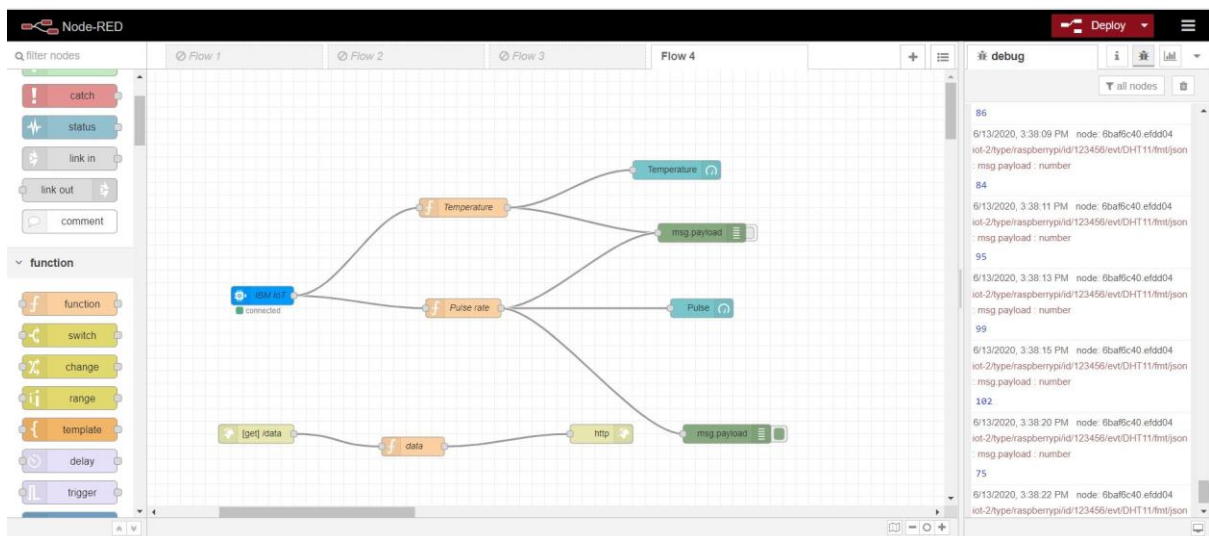 Node-RED
Deploy
filter nodes
catch
status
link in
link out
comment
function
function
switch
change
range
template
delay
trigger
Flow 1
Flow 2
Flow 3
Flow 4
Temperature
Temperature
msg.payload
IBM IoT
connected
Pulse rate
Pulse
[get] /data
data
http
msg.payload
debug
i
all nodes
86
6/13/2020, 3:38:09 PM node: 6baf6c40.efdd04
iot-2/type/raspberrypi/id/123456/evt/DHT11/fmt/json
: msg.payload : number
84
6/13/2020, 3:38:11 PM node: 6baf6c40.efdd04
iot-2/type/raspberrypi/id/123456/evt/DHT11/fmt/json
: msg.payload : number
95
6/13/2020, 3:38:13 PM node: 6baf6c40.efdd04
iot-2/type/raspberrypi/id/123456/evt/DHT11/fmt/json
: msg.payload : number
99
6/13/2020, 3:38:15 PM node: 6baf6c40.efdd04
iot-2/type/raspberrypi/id/123456/evt/DHT11/fmt/json
: msg.payload : number
102
6/13/2020, 3:38:20 PM node: 6baf6c40.efdd04
iot-2/type/raspberrypi/id/123456/evt/DHT11/fmt/json
: msg.payload : number
75
6/13/2020, 3:38:22 PM node: 6baf6c40.efdd04
iot-2/type/raspberrypi/id/123456/evt/DHT11/fmt/json